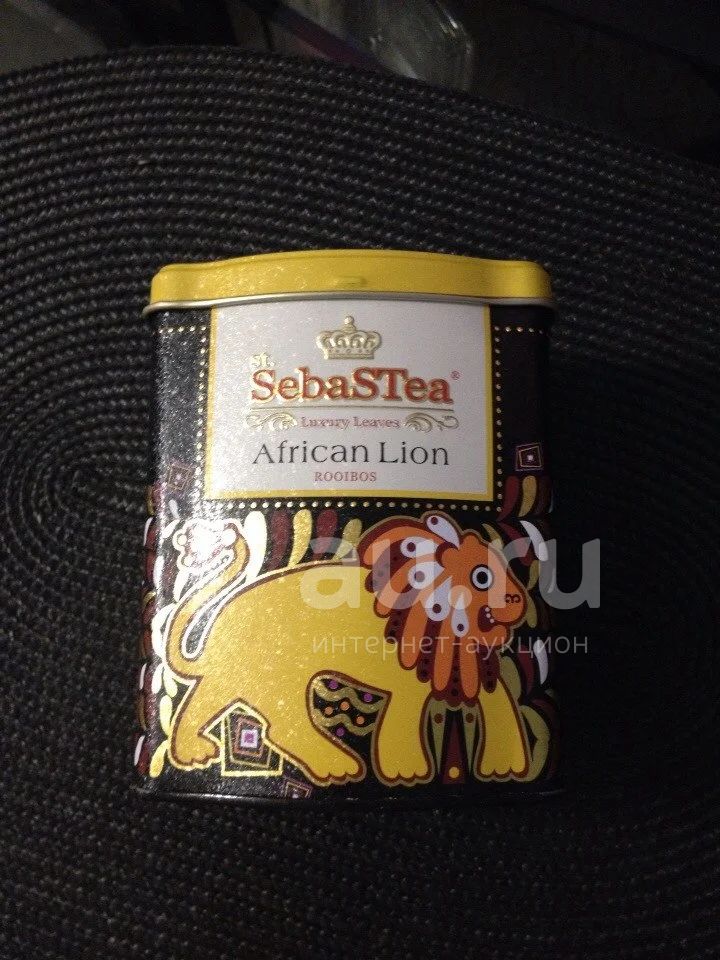 St.
SebaSTea®
Luxury Leaves
African Lion
ROOIBOS
au.ru
интернет-аукцион